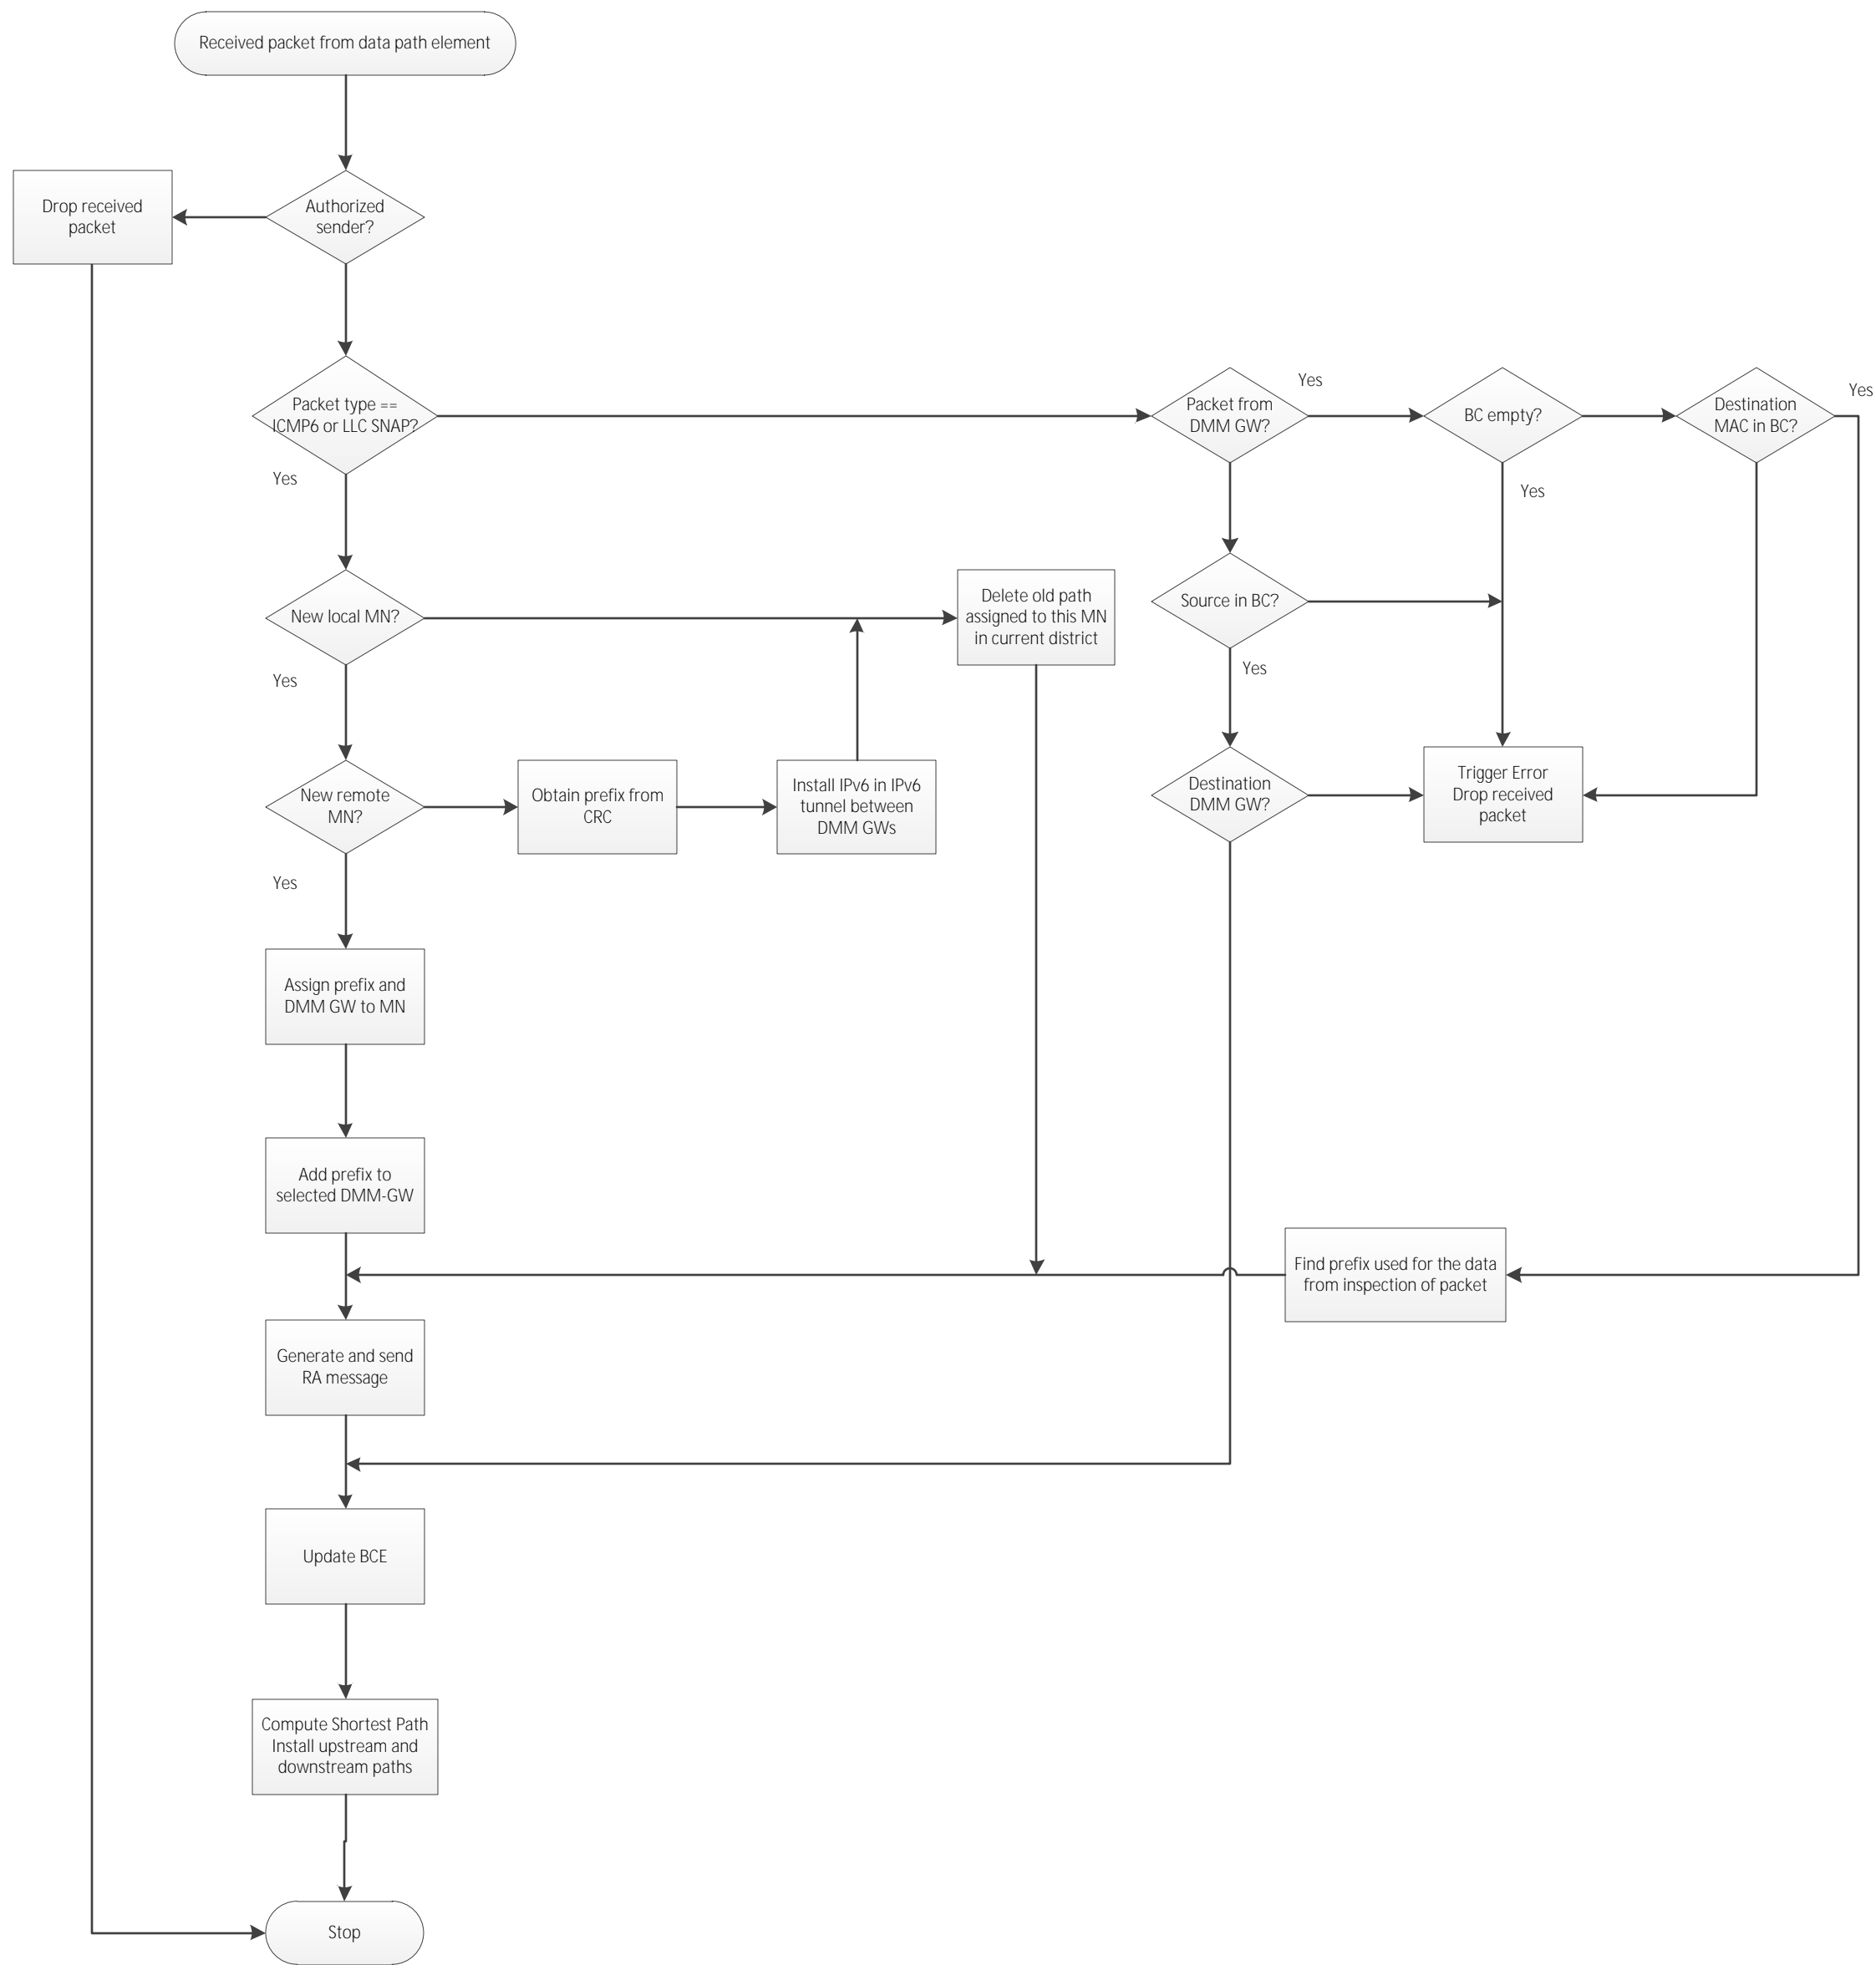 Received packet from data path element
Drop received
packet
Authorized
sender?
Packet type ==
ICMP6 or LLC SNAP?
Yes
Packet from
DMM GW?
Yes
BC empty?
Yes
Destination
MAC in BC?
Yes
New local MN?
Yes
Delete old path
assigned to this MN
in current district
Source in BC?
Yes
New remote
MN?
Yes
Obtain prefix from
CRC
Install IPv6 in IPv6
tunnel between
DMM GWs
Destination
DMM GW?
Trigger Error
Drop received
packet
Assign prefix and
DMM GW to MN
Add prefix to
selected DMM-GW
Find prefix used for the data
from inspection of packet
Generate and send
RA message
Update BCE
Compute Shortest Path
Install upstream and
downstream paths
Stop